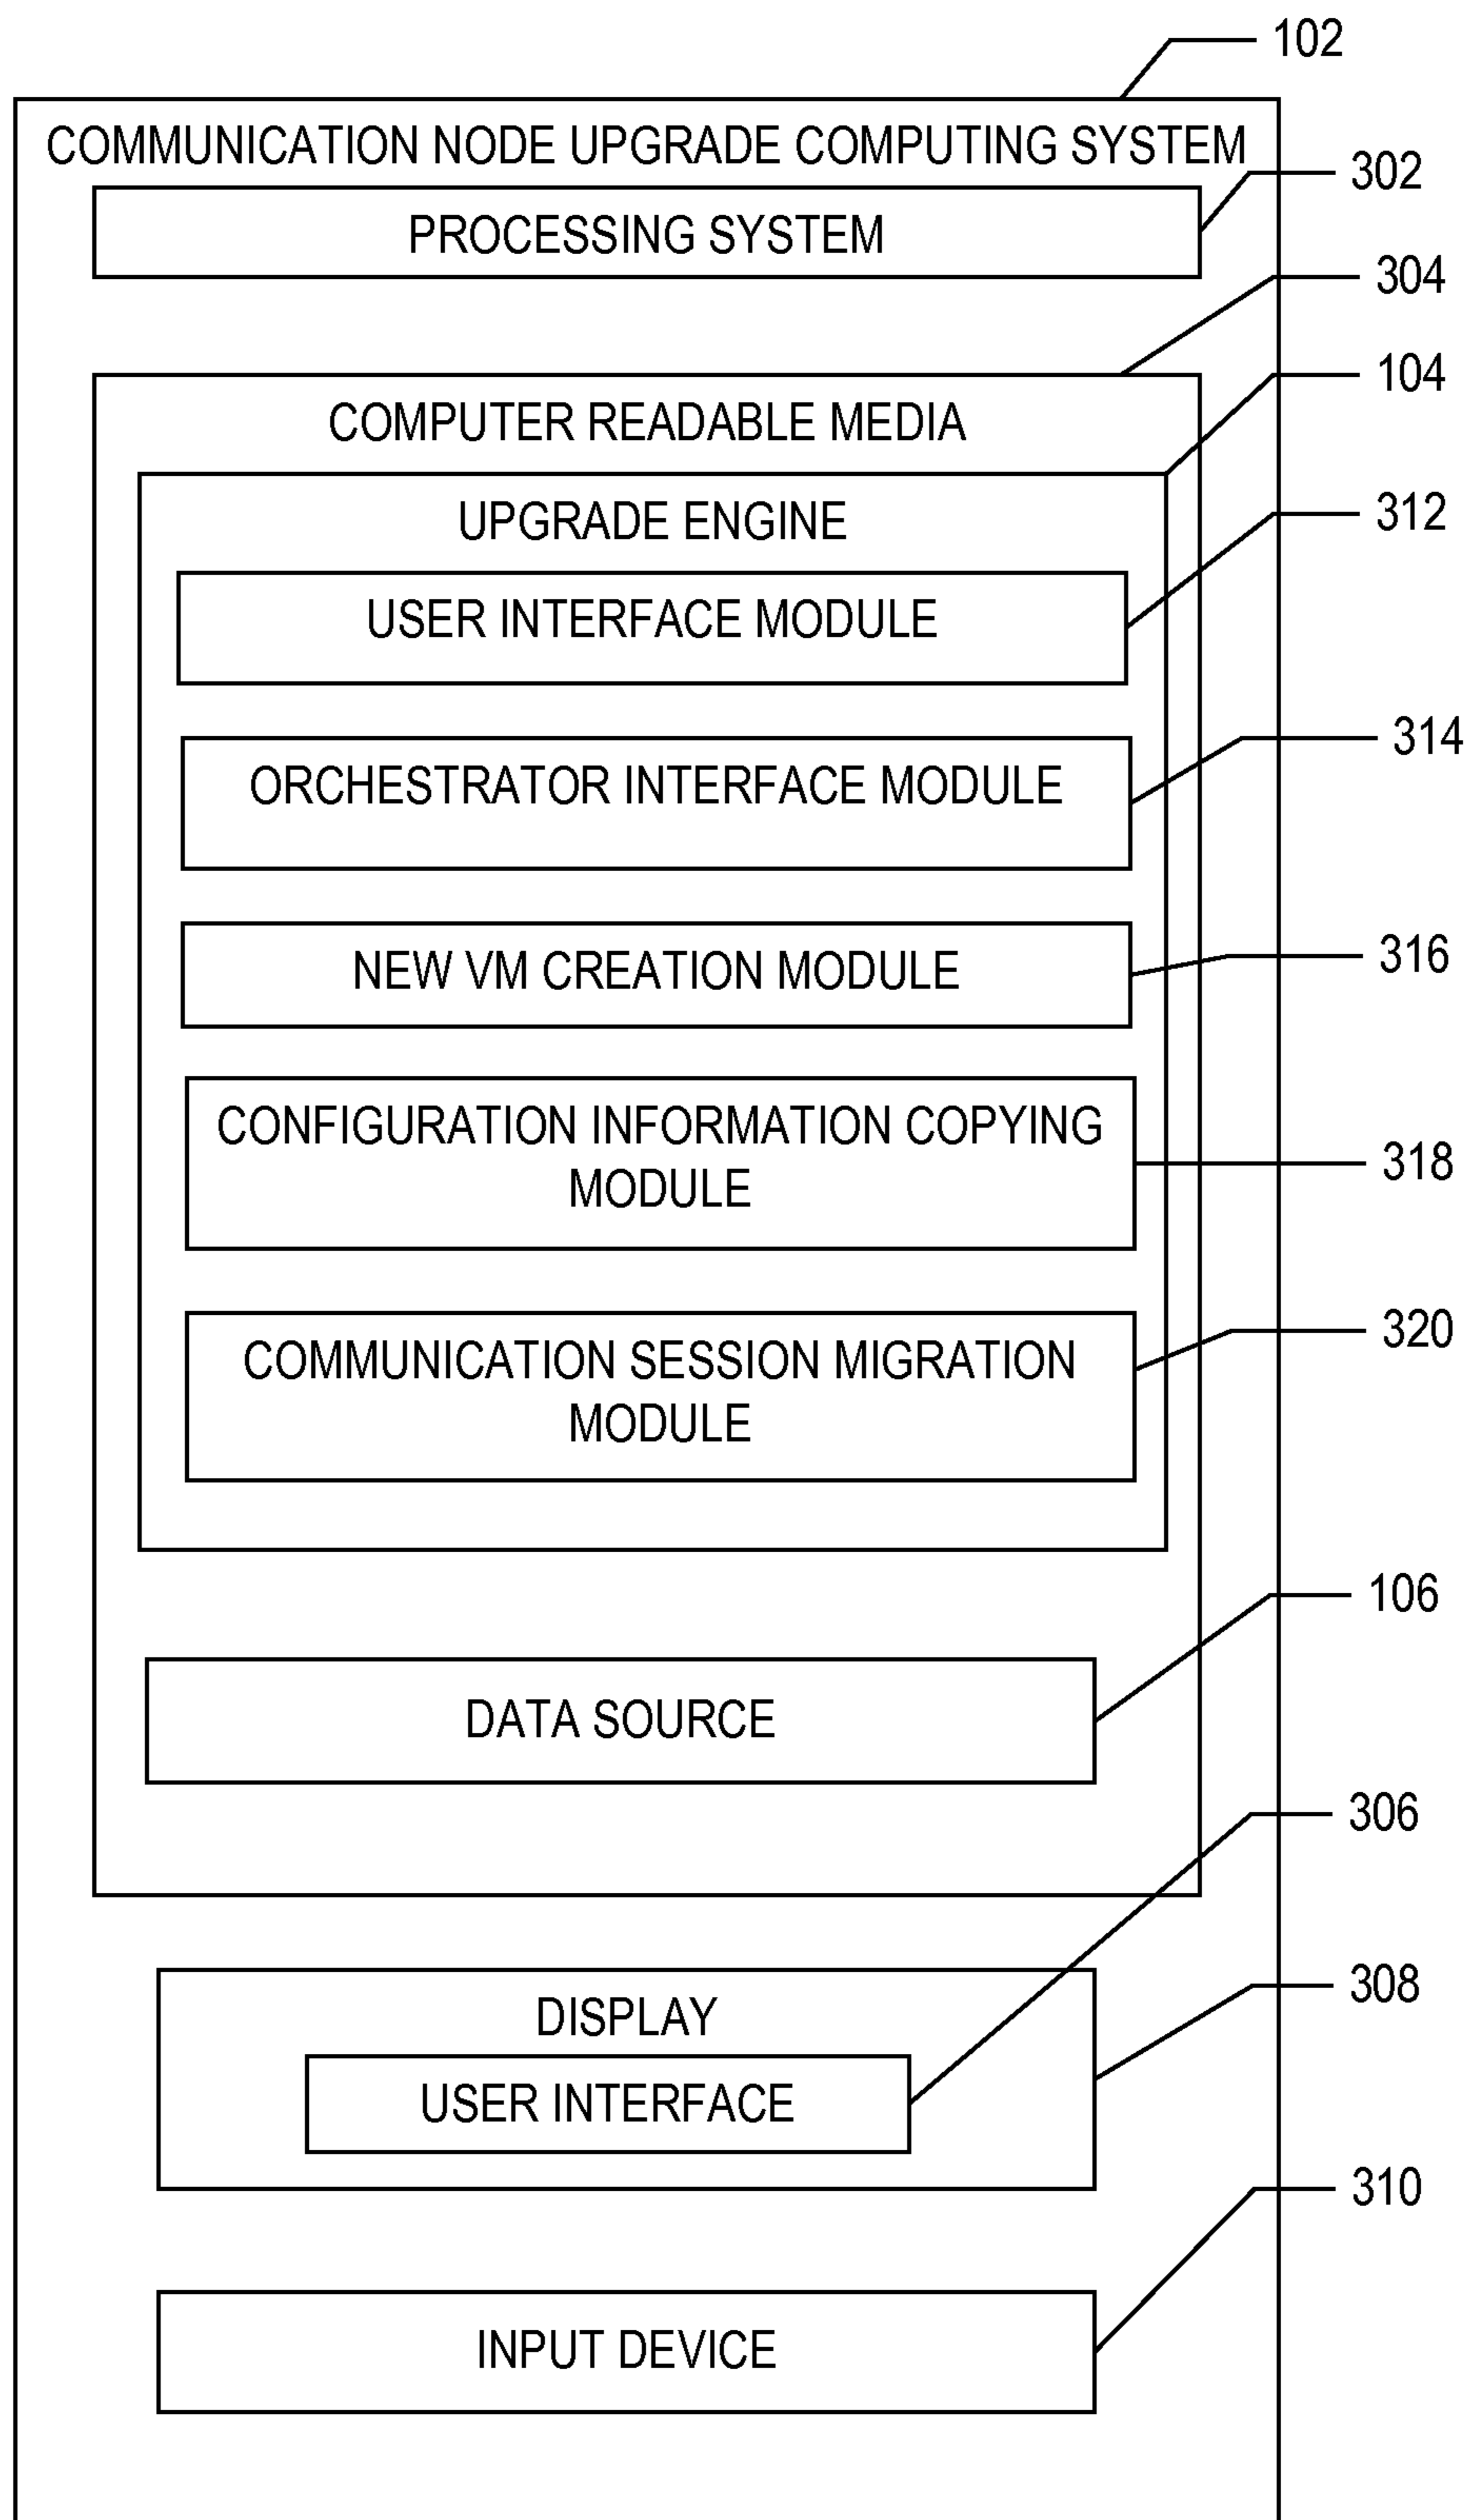 102
COMMUNICATION NODE UPGRADE COMPUTING SYSTEM
302
PROCESSING SYSTEM
304
104
COMPUTER READABLE MEDIA
312
UPGRADE ENGINE
USER INTERFACE MODULE
314
ORCHESTRATOR INTERFACE MODULE
316
NEW VM CREATION MODULE
CONFIGURATION INFORMATION COPYING
MODULE
318
320
COMMUNICATION SESSION MIGRATION
MODULE
106
DATA SOURCE
306
308
DISPLAY
USER INTERFACE
310
INPUT DEVICE